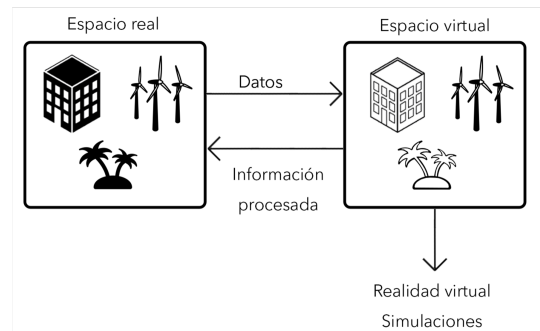 Espacio real
Espacio virtual
Datos
Información
procesada
Realidad virtual
Simulaciones